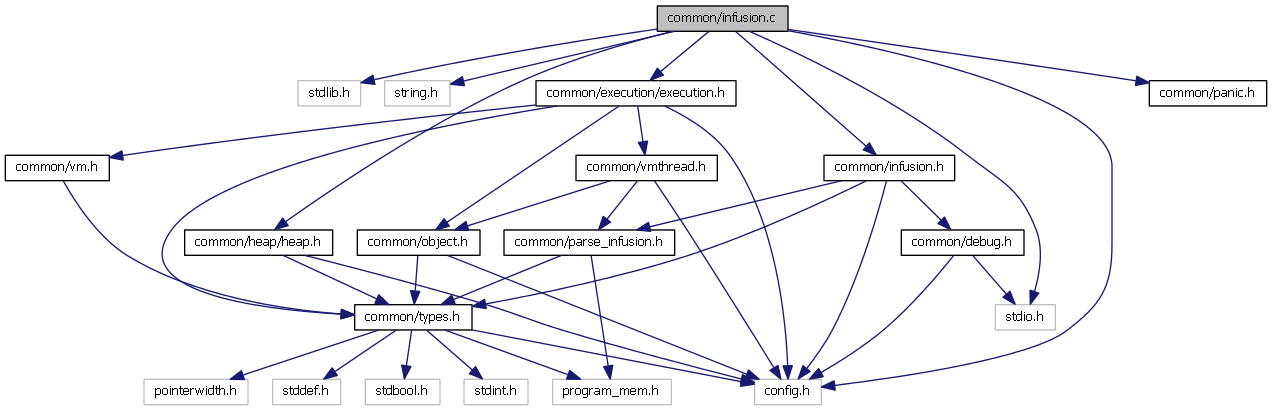 common/infusion.c
stdlib.h
string.h
common/execution/execution.h
common/panic.h
common/vm.h
common/vmthread.h
common/infusion.h
common/heap/heap.h
common/object.h
common/parse_infusion.h
common/debug.h
common/types.h
stdio.h
pointerwidth.h
stddef.h
stdbool.h
stdint.h
program_mem.h
config.h